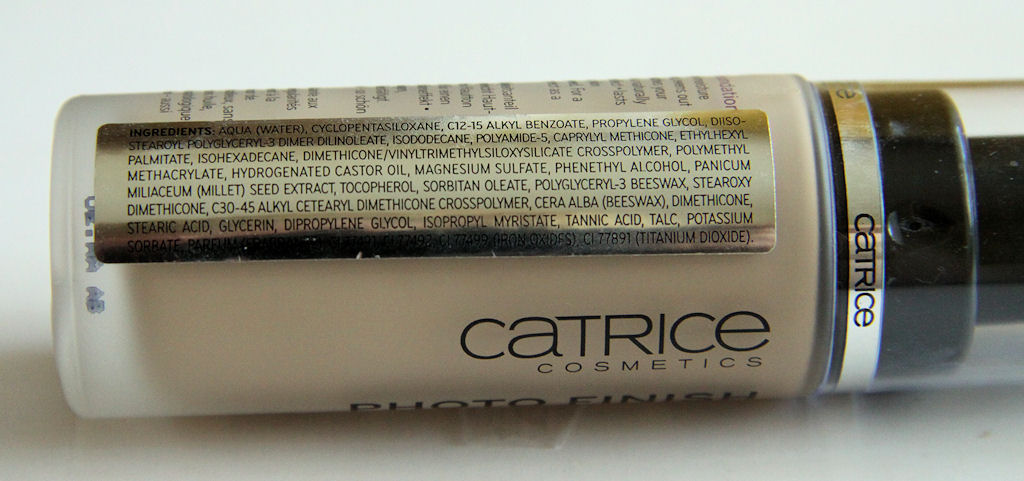 INGREDIENTS: AQUA (WATER), CYCLOPENTASILOXANE, C12-15 ALKYL BENZOATE, PROPYLENE GLYCOL, DIISO-
STEAROYL POLYGLYCERYL-3 DIMER DILINOLEATE, ISODODECANE, POLYAMIDE-5, CAPRYLYL METHICONE, ETHYLHEXYL
PALMITATE, ISOHEXADECANE, DIMETHICONE/VINYLTRIMETHYLSILOXYSILICATE CROSSPOLYMER, POLYMETHYL
METHACRYLATE, HYDROGENATED CASTOR OIL, MAGNESIUM SULFATE, PHENETHYL ALCOHOL, PANICUM
MILIACEUM (MILLET) SEED EXTRACT, TOCOPHEROL, SORBITAN OLEATE, POLYGLYCERYL-3 BEESWAX, STEAROXY
DIMETHICONE, C30-45 ALKYL CETEARYL DIMETHICONE CROSSPOLYMER, CERA ALBA (BEESWAX), DIMETHICONE,
STEARIC ACID, GLYCERIN, DIPROPYLENE GLYCOL, ISOPROPYL MYRISTATE, TANNIC ACID, TALC, POTASSIUM
SORBATE, PARFUM (FRAGRANCE), CI 77491, CI 77492, CI 77499 (IRON OXIDES), CI 77891 (TITANIUM DIOXIDE).
CATRICE
COSMETICS
PHOTO FINISH
CATRICE